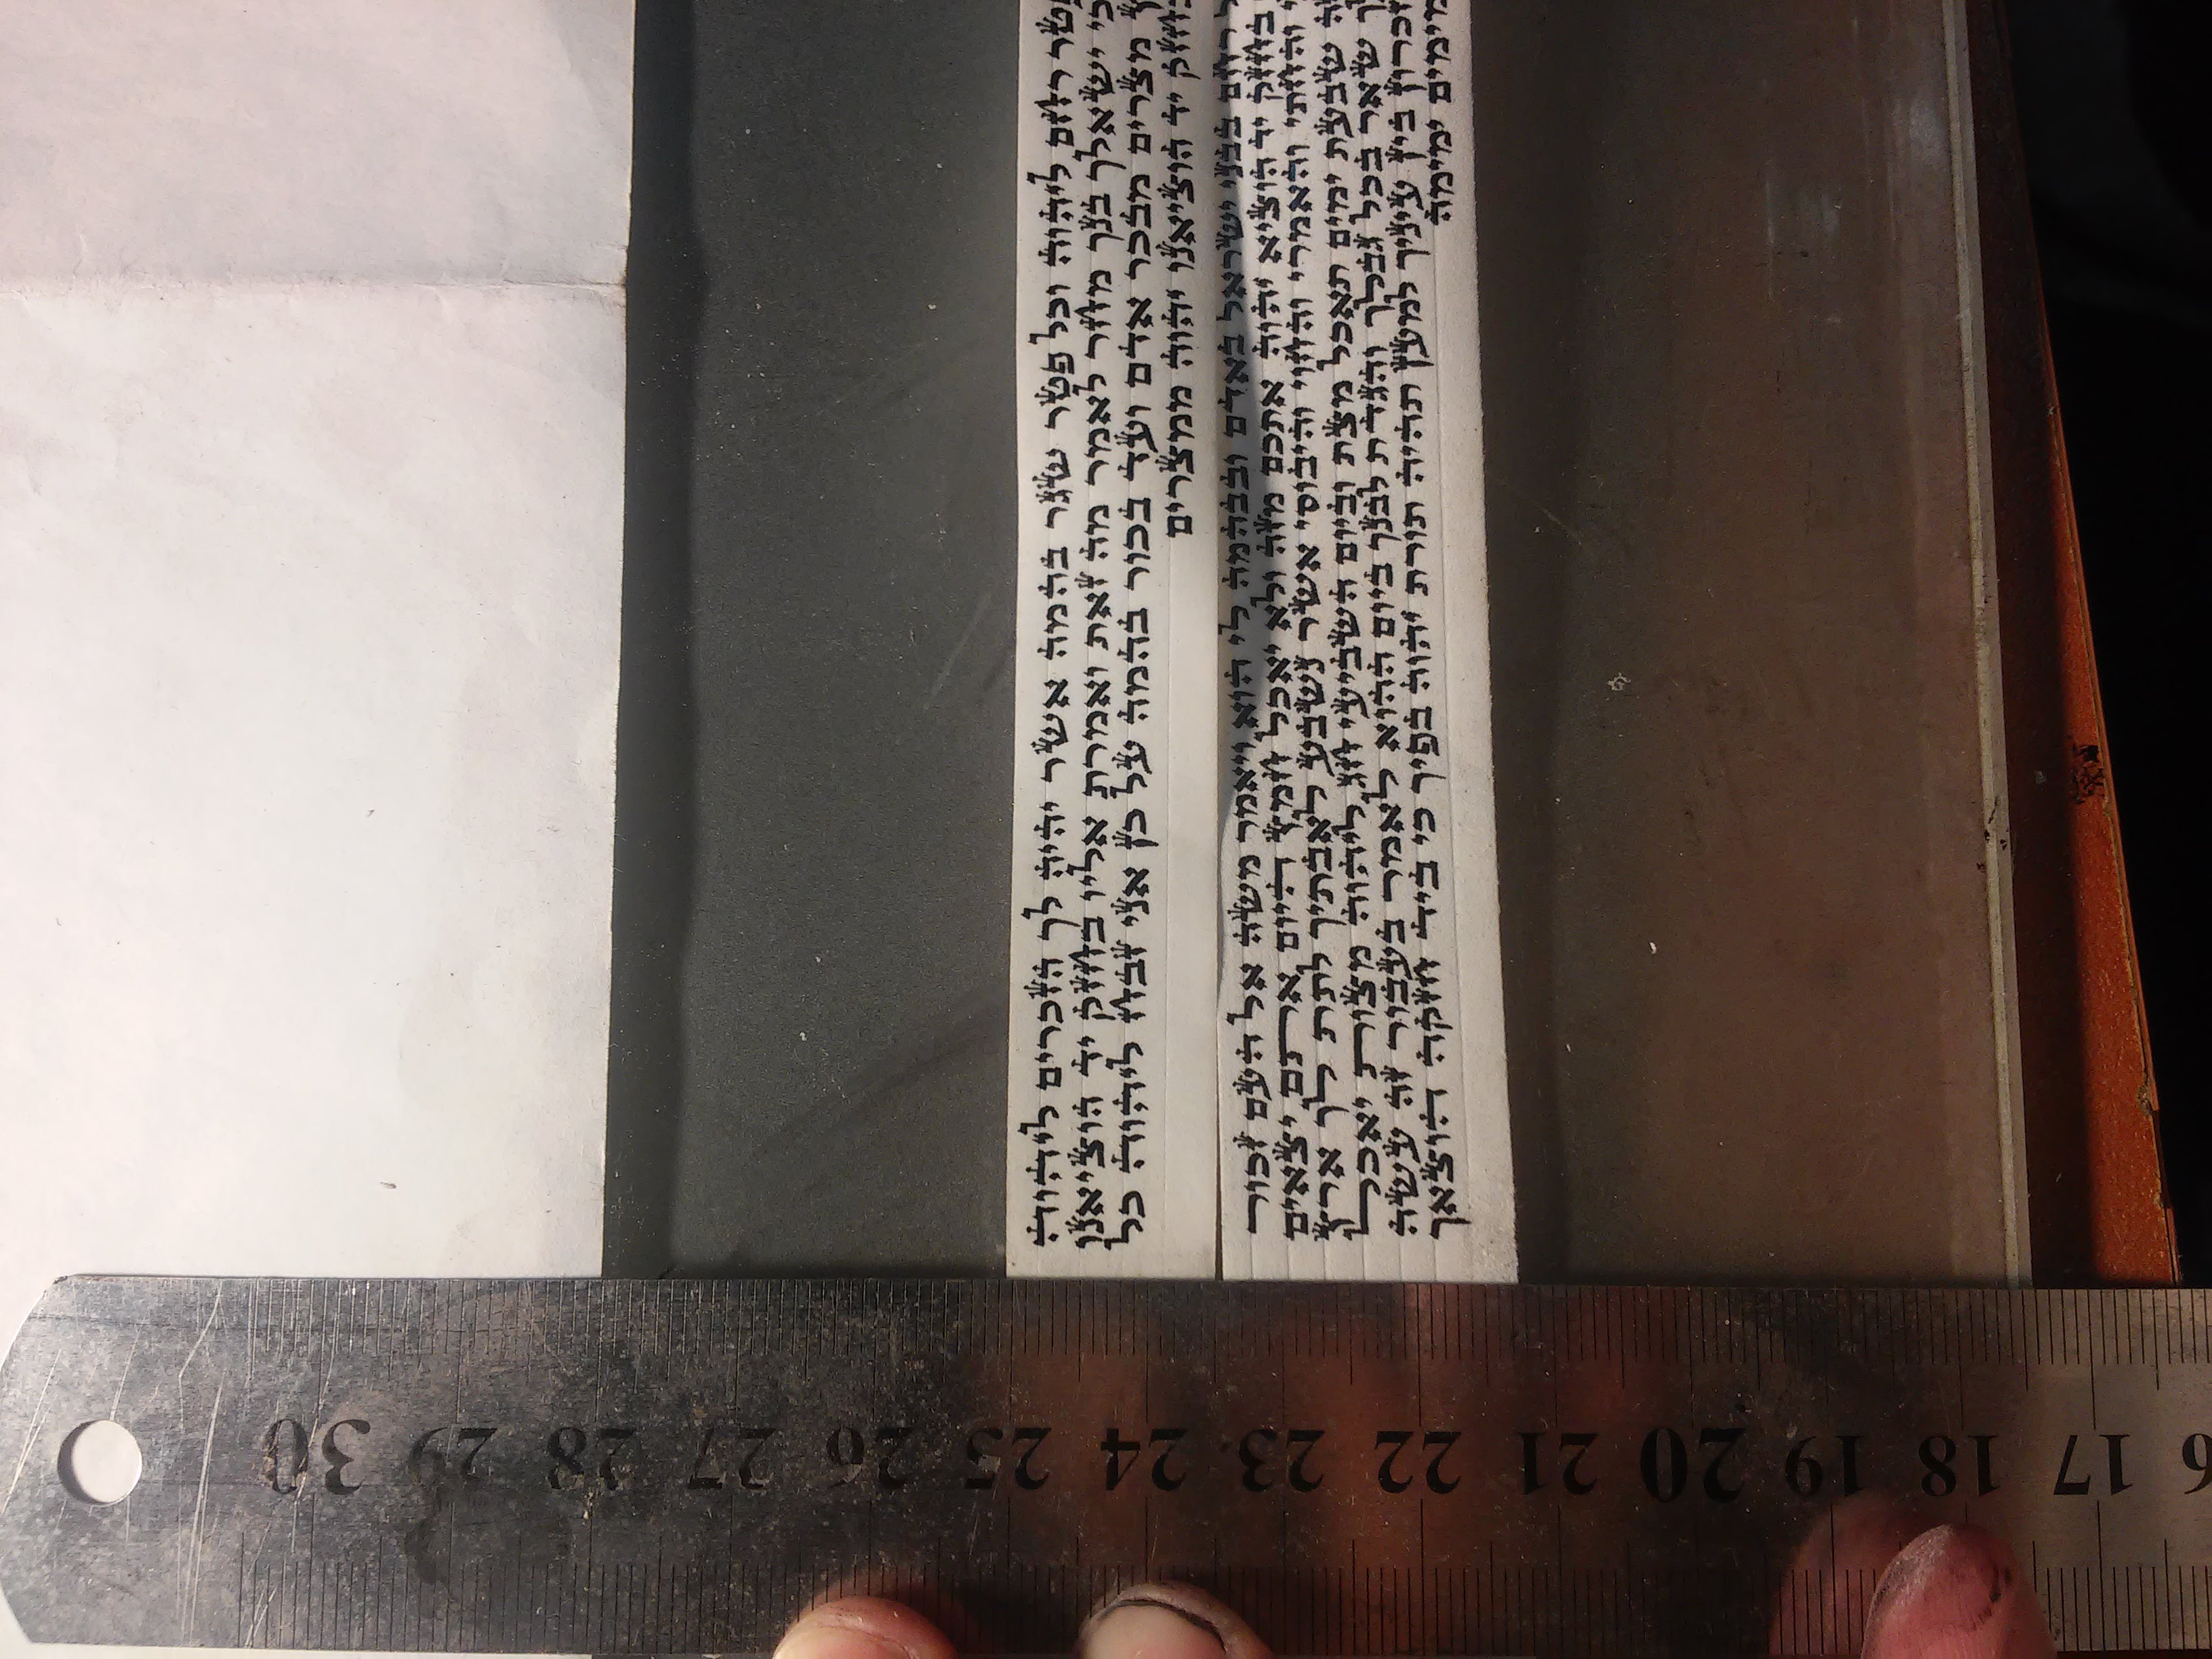 30
29
28
27
26
25
24
23
22
21
20
19
18
17
פטר רחם ליהוה וכל פטר שגר בהמה אשר יהיה לך הזכרים ליהוה
כי ישאלך בנך מחר לאמר מה זאת ואמרת אליו בחזק יד הוציאנו
מצרים מבכר אדם ועד בכור בהמה על כן אני זבח ליהוה כל
בחזק יד הוציאנו יהוה ממצרים
רחם בבני ישראל באדם ובבהמה לי הוא ויאמר משה אל העם זכור
בחזק יד הוציא יהוה אתכם מזה ולא יאכל חמץ היום אתם יצאים
והחתי והאמרי והחוי והיבוסי אשר נשבע לאבתיך לתת לך ארץ
שבעת ימים תאכל מצת וביום השביעי חג ליהוה מצות יאכל
שאר בכל גבלך והגדת לבנך ביום ההוא לאמר בעבור זה עשה
זכרון בין עיניך למען תהיה תורת יהוה בפיך כי ביד חזקה הוצאך
מימים ימימה